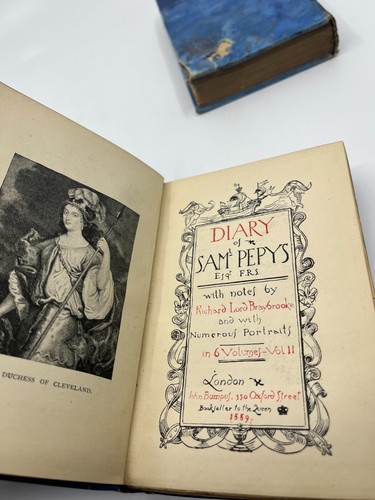 DUCHESS OF CLEVELAND.
DIARY
of
SAMˡ PEPYS
ESQʳ F.R.S.
with notes by
Richard Lord Braybrooke
and with
Numerous Portraits
in 6 Volumes - Vol II
London
John Bumpus, 350 Oxford Street
Bookseller to the Queen
1889.